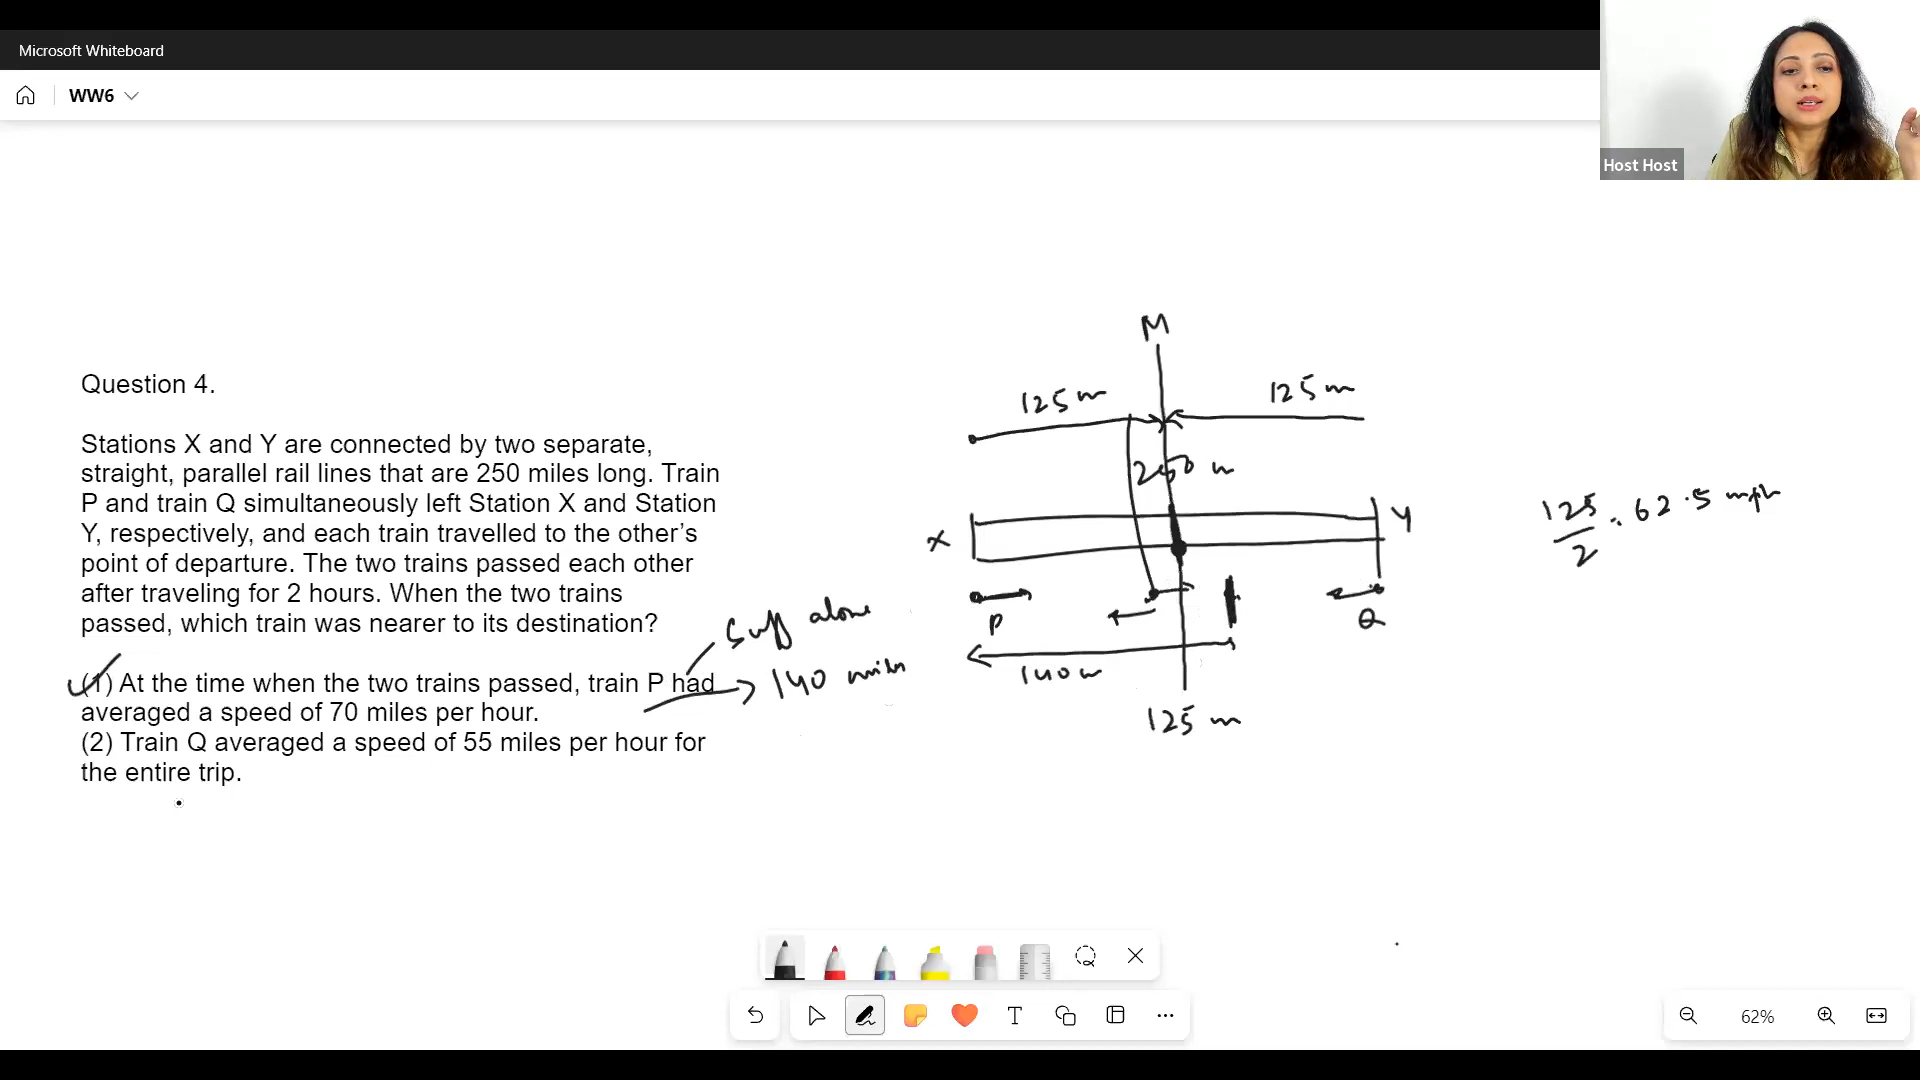 Microsoft Whiteboard
WW6
Host Host
Question 4.
Stations X and Y are connected by two separate,
straight, parallel rail lines that are 250 miles long. Train
P and train Q simultaneously left Station X and Station
Y, respectively, and each train travelled to the other’s
point of departure. The two trains passed each other
after traveling for 2 hours. When the two trains
passed, which train was nearer to its destination?
(1) At the time when the two trains passed, train P had
averaged a speed of 70 miles per hour.
(2) Train Q averaged a speed of 55 miles per hour for
the entire trip.
Suff alone
140 miles
M
125 m
125 m
250 m
X
Y
P
Q
140 m
125 m
125
2
62.5 mph
T
62%